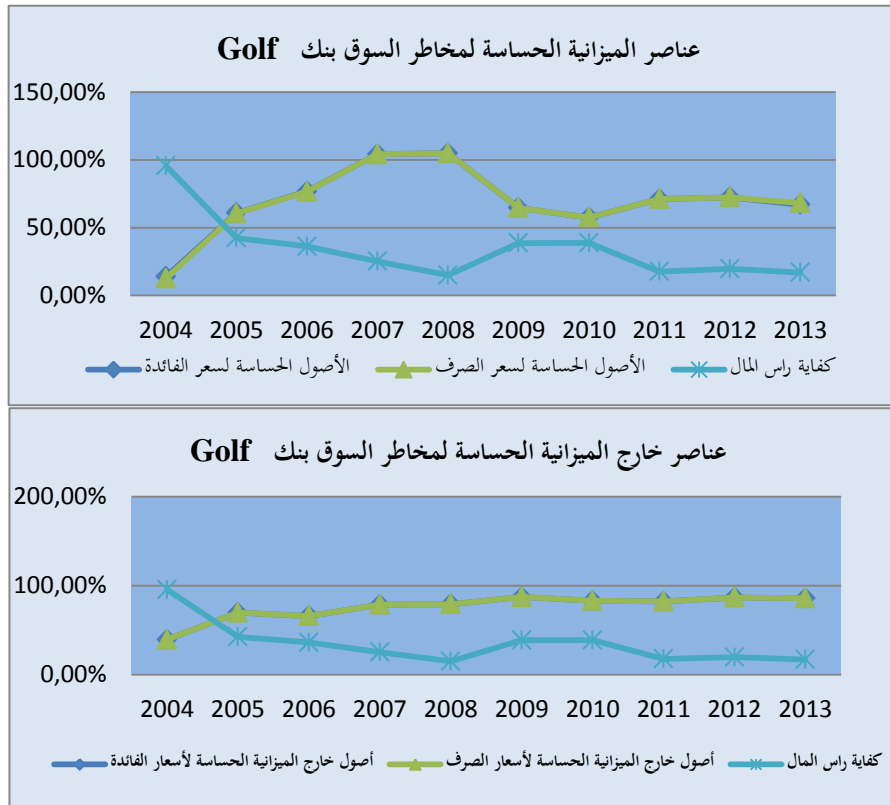 عناصر الميزانية الحساسة لمخاطر السوق بنك Golf
150,00%
100,00%
50,00%
0,00%
2004 2005 2006 2007 2008 2009 2010 2011 2012 2013
الأصول الحساسة لسعر الفائدة الأصول الحساسة لسعر الصرف كفاية راس المال
عناصر خارج الميزانية الحساسة لمخاطر السوق بنك Golf
200,00%
100,00%
0,00%
2004 2005 2006 2007 2008 2009 2010 2011 2012 2013
أصول خارج الميزانية الحساسة لأسعار الفائدة أصول خارج الميزانية الحساسة لأسعار الصرف كفاية راس المال